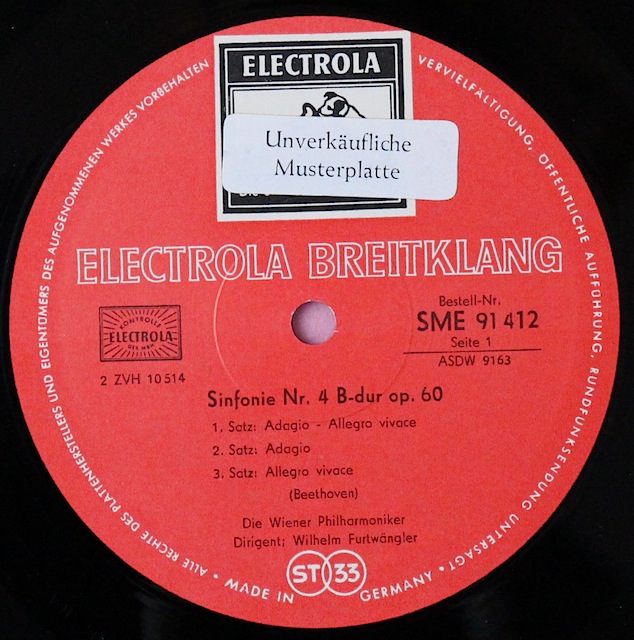 ELECTROLA
Unverkäufliche
Musterplatte
ELECTROLA BREITKLANG
KONTROLLE
ELECTROLA
2 ZVH 10514
Bestell-Nr.
SME 91 412
Seite 1
ASDW 9163
Sinfonie Nr. 4 B-dur op. 60
1. Satz: Adagio - Allegro vivace
2. Satz: Adagio
3. Satz: Allegro vivace
(Beethoven)
Die Wiener Philharmoniker
Dirigent; Wilhelm Furtwängler
ST 33
• ALLE RECHTE DES PLATTENHERSTELLERS UND EIGENTÜMERS DES AUFGENOMMENEN WERKES VORBEHALTEN
VERVIELFÄLTIGUNG, ÖFFENTLICHE AUFFÜHRUNG, RUNDFUNKSENDUNG UNTERSAGT •
• MADE IN GERMANY •